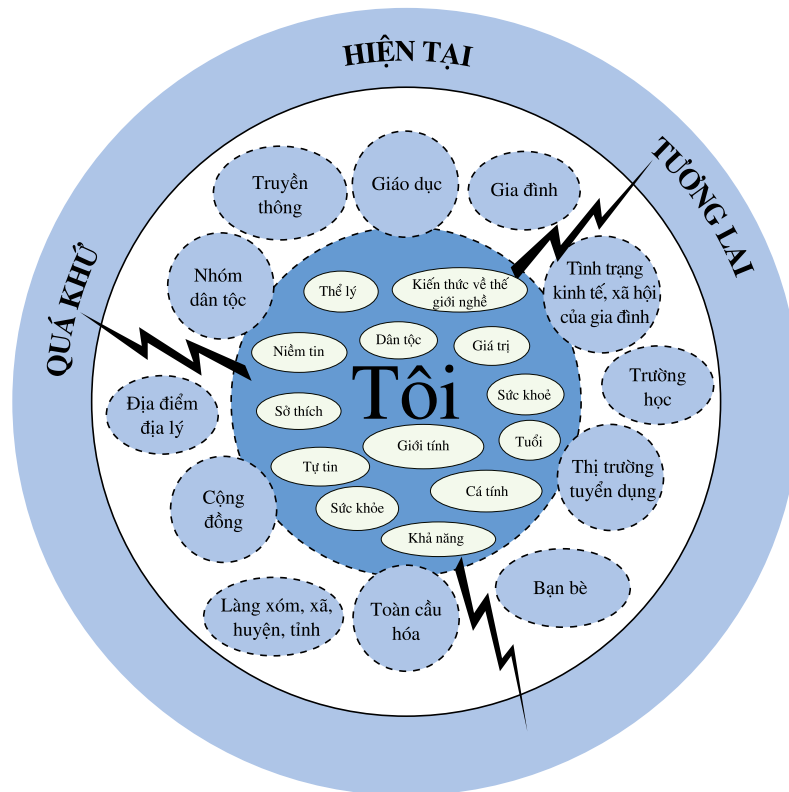 HIỆN TẠI
QUÁ KHỨ
TƯƠNG LAI
Truyền
thông
Giáo dục
Gia đình
Nhóm
dân tộc
Tình trạng
kinh tế, xã hội
của gia đình
Thể lý
Kiến thức về thế
giới nghề
Niềm tin
Dân tộc
Giá trị
Tôi
Sức khoẻ
Sở thích
Giới tính
Tuổi
Tự tin
Cá tính
Sức khỏe
Khả năng
Trường
học
Địa điểm
địa lý
Thị trường
tuyển dụng
Cộng
đồng
Bạn bè
Làng xóm, xã,
huyện, tỉnh
Toàn cầu
hóa